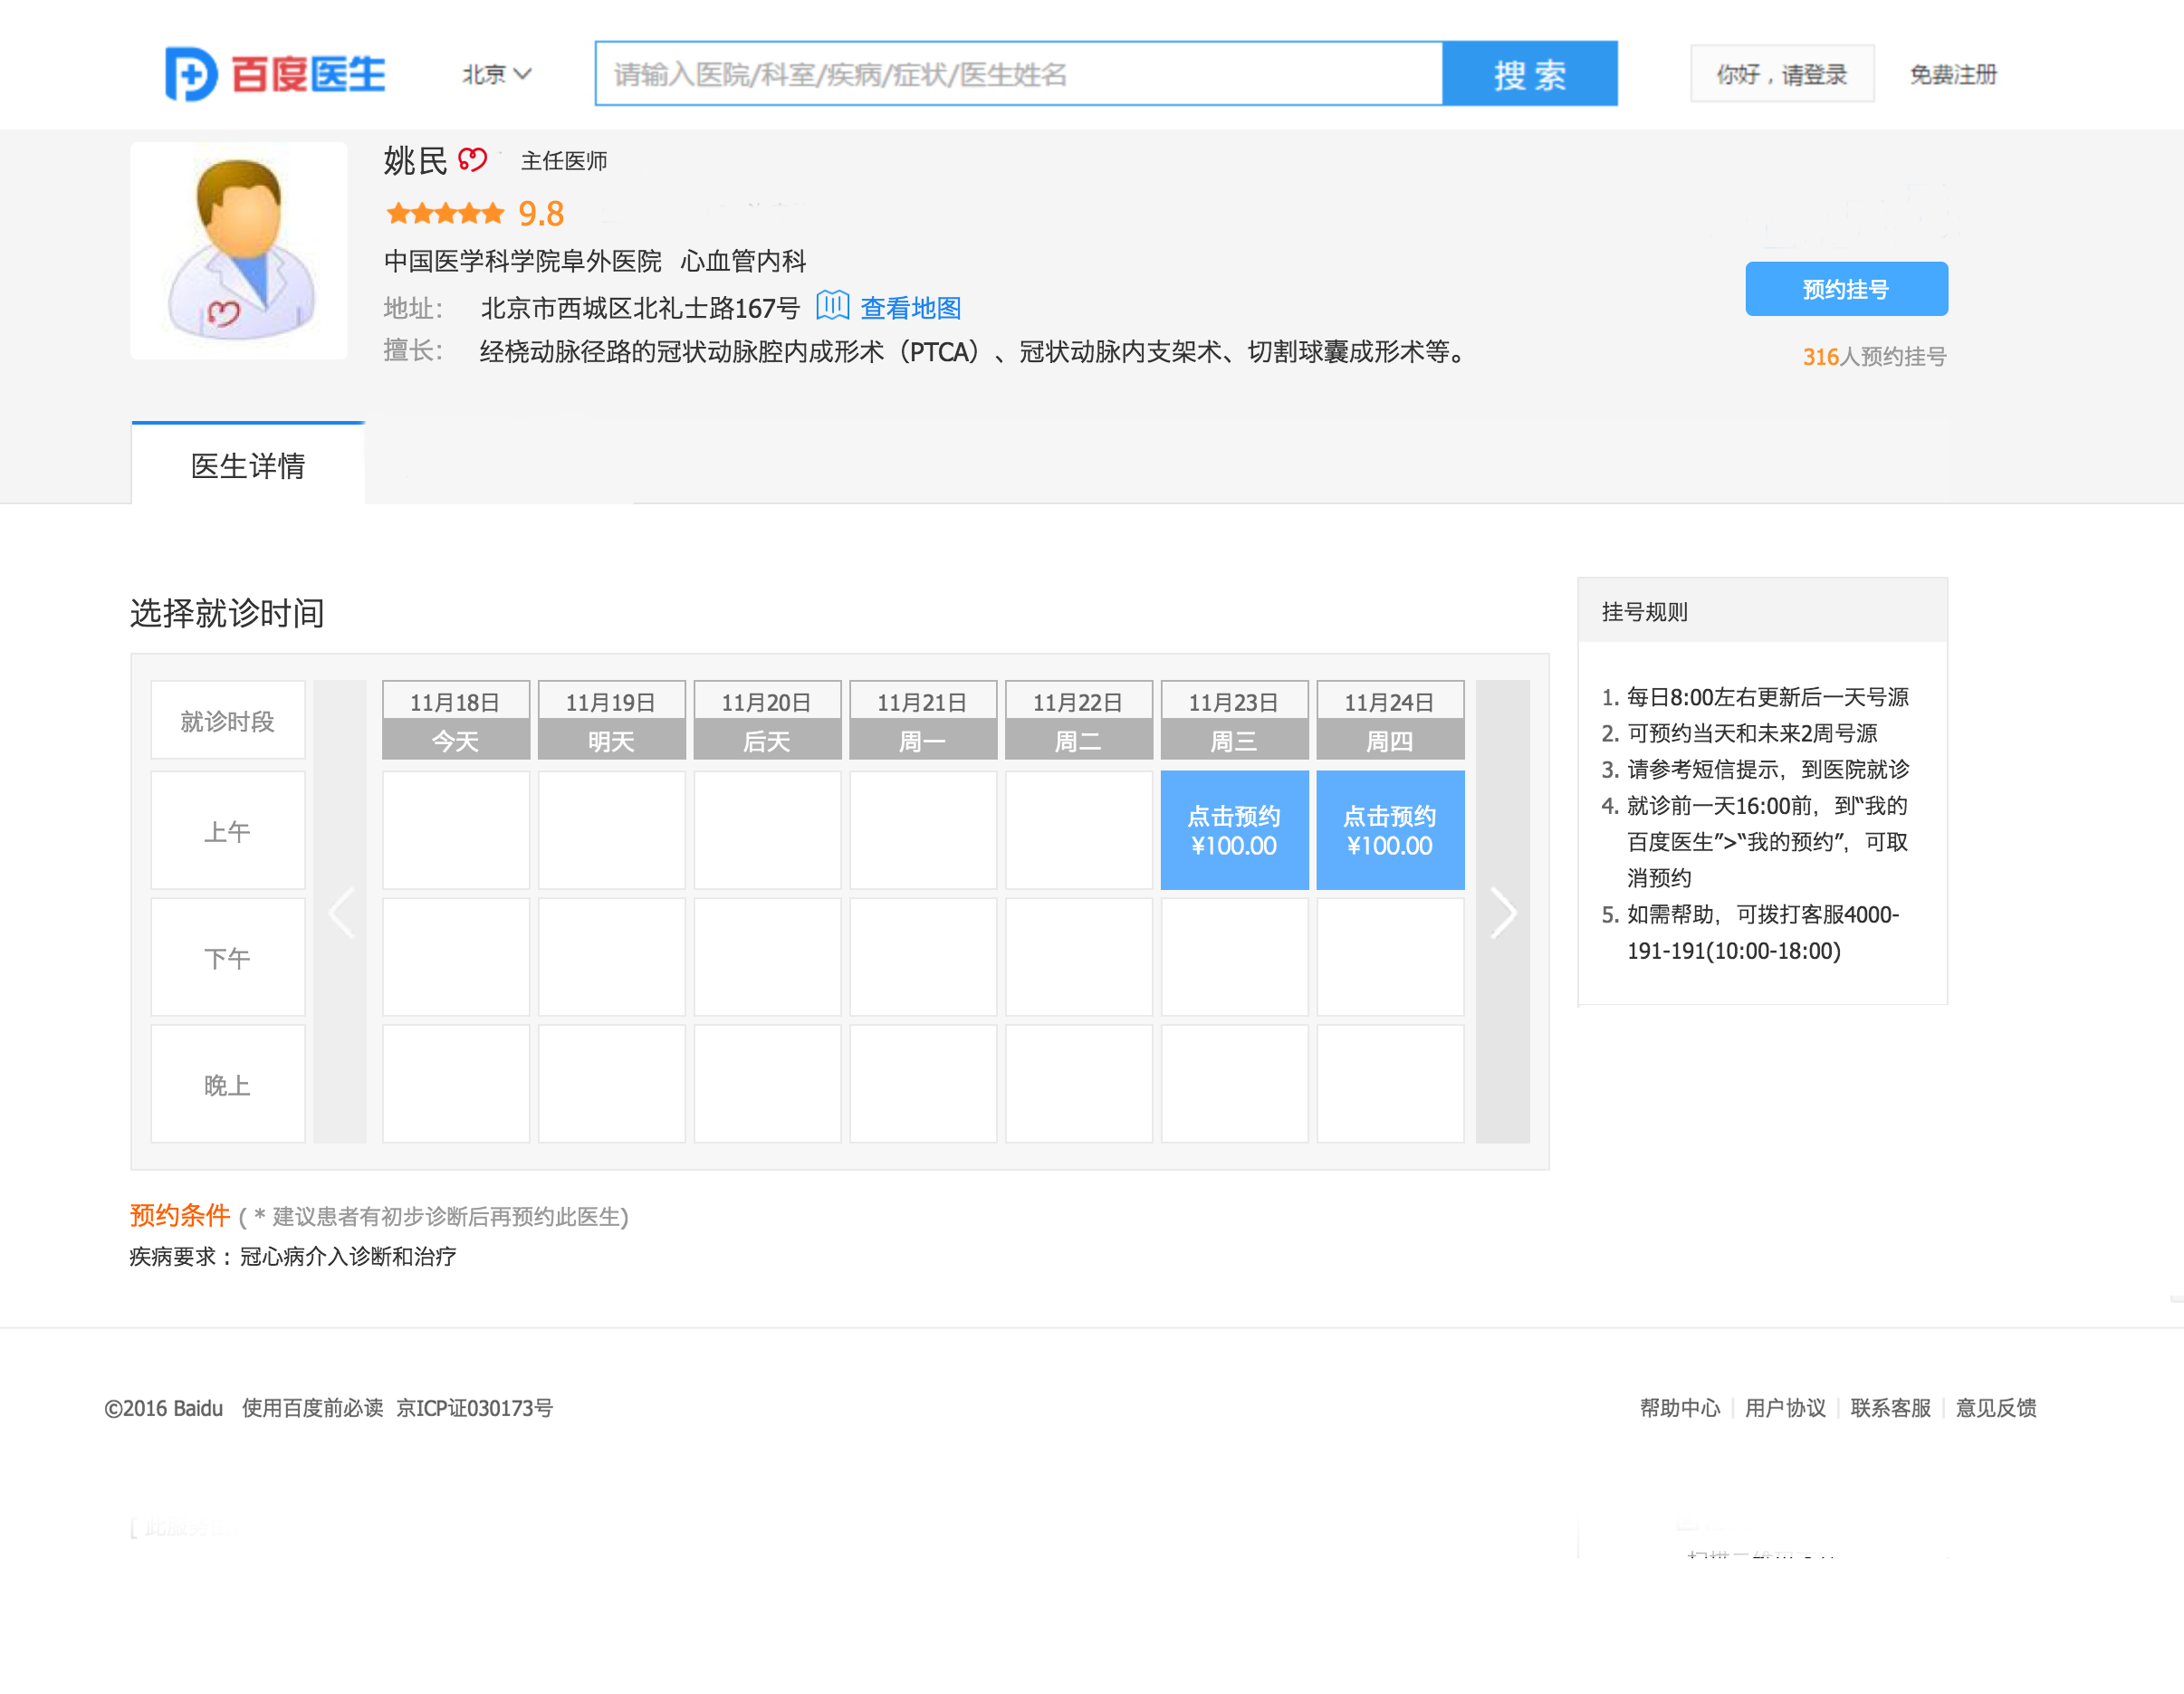 百度医生
北京
请输入医院/科室/疾病/症状/医生姓名
搜索
你好，请登录
免费注册
姚民
主任医师
9.8
中国医学科学院阜外医院 心血管内科
地址： 北京市西城区北礼士路167号 查看地图
擅长： 经桡动脉径路的冠状动脉腔内成形术（PTCA）、冠状动脉内支架术、切割球囊成形术等。
预约挂号
316人预约挂号
医生详情
选择就诊时间
就诊时段
11月18日 11月19日 11月20日 11月21日 11月22日 11月23日 11月24日
今天 明天 后天 周一 周二 周三 周四
上午
点击预约 点击预约
¥100.00 ¥100.00
下午
晚上
预约条件 ( * 建议患者有初步诊断后再预约此医生)
疾病要求：冠心病介入诊断和治疗
挂号规则
1. 每日8:00左右更新后一天号源
2. 可预约当天和未来2周号源
3. 请参考短信提示，到医院就诊
4. 就诊前一天16:00前，到“我的
百度医生”>“我的预约”，可取
消预约
5. 如需帮助，可拨打客服4000-
191-191(10:00-18:00)
©2016 Baidu 使用百度前必读 京ICP证030173号
帮助中心 | 用户协议 | 联系客服 | 意见反馈